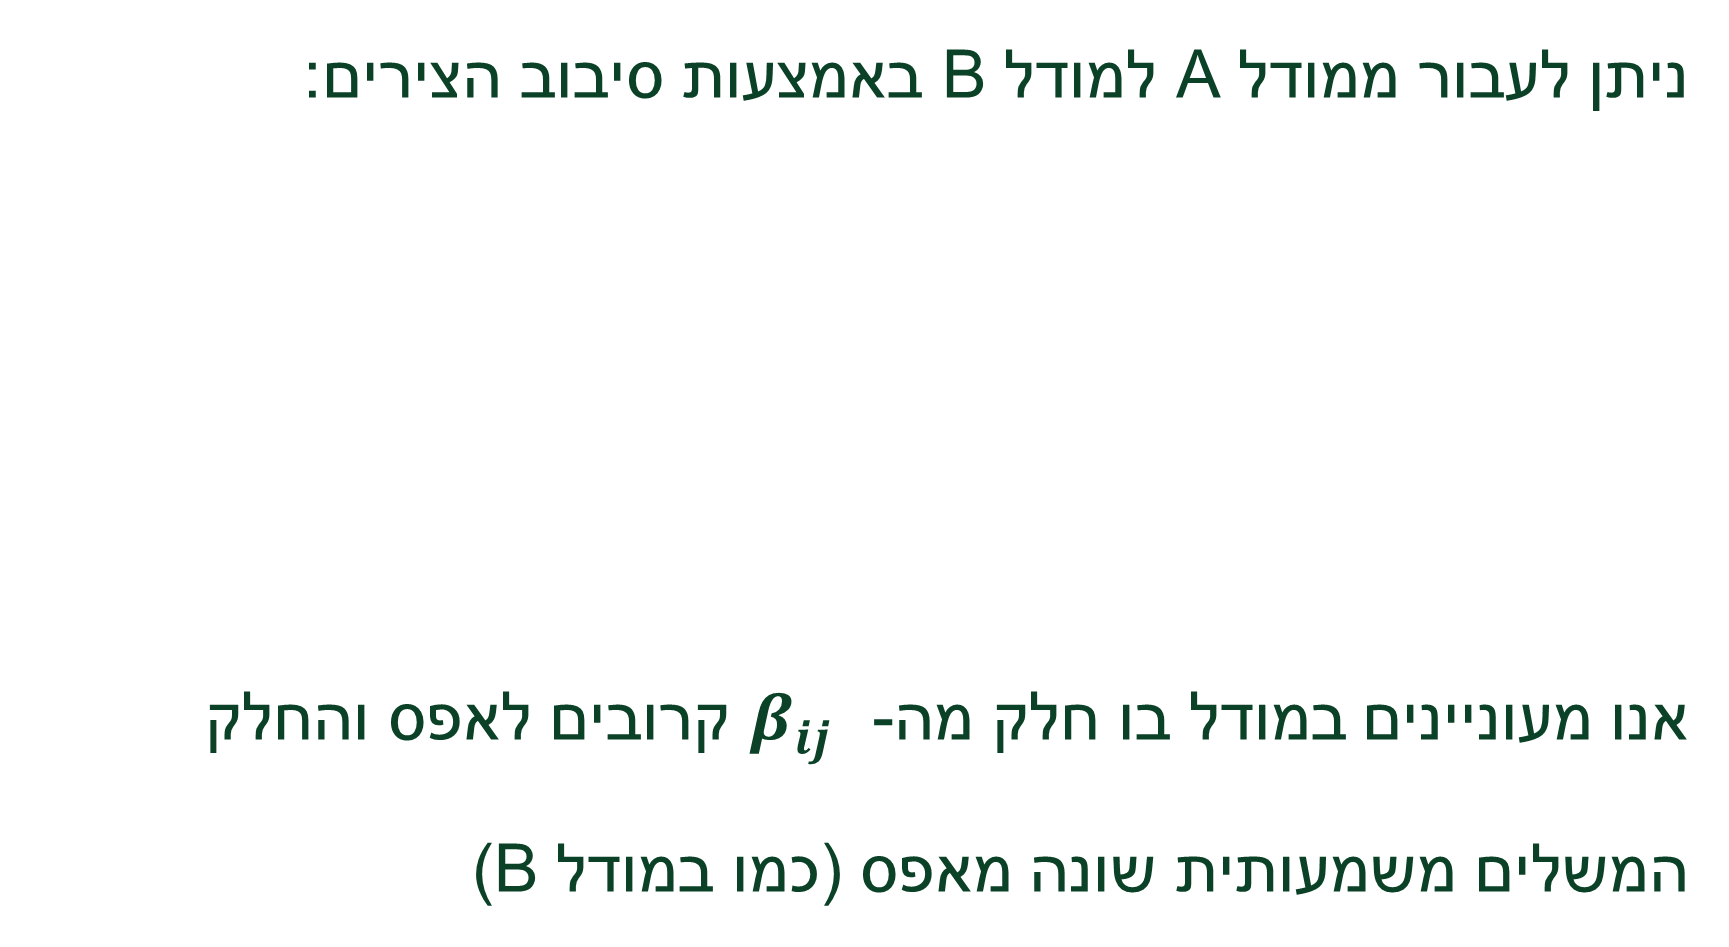 ניתן לעבור ממודל A למודל B באמצעות סיבוב הצירים:
אנו מעוניינים במודל בו חלק מה- βij קרובים לאפס והחלק
המשלים משמעותית שונה מאפס (כמו במודל B)